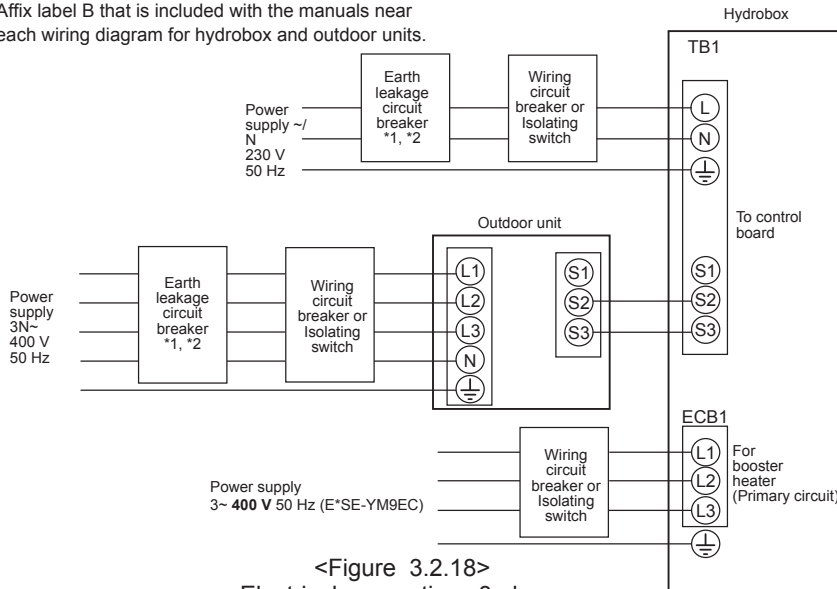 Affix label B that is included with the manuals near
each wiring diagram for hydrobox and outdoor units.
Hydrobox
TB1
Earth
leakage
circuit
breaker
*1, *2
Wiring
circuit
breaker or
Isolating
switch
Power
supply ~/
N
230 V
50 Hz
L
N
To control
board
Outdoor unit
S1
S2
S3
Power
supply
3N~
400 V
50 Hz
Earth
leakage
circuit
breaker
*1, *2
Wiring
circuit
breaker or
Isolating
switch
L1
L2
L3
N
S1
S2
S3
ECB1
Wiring
circuit
breaker or
Isolating
switch
Power supply
3~ 400 V 50 Hz (E*SE-YM9EC)
L1
L2
L3
For
booster
heater
(Primary circuit)
<Figure 3.2.18>